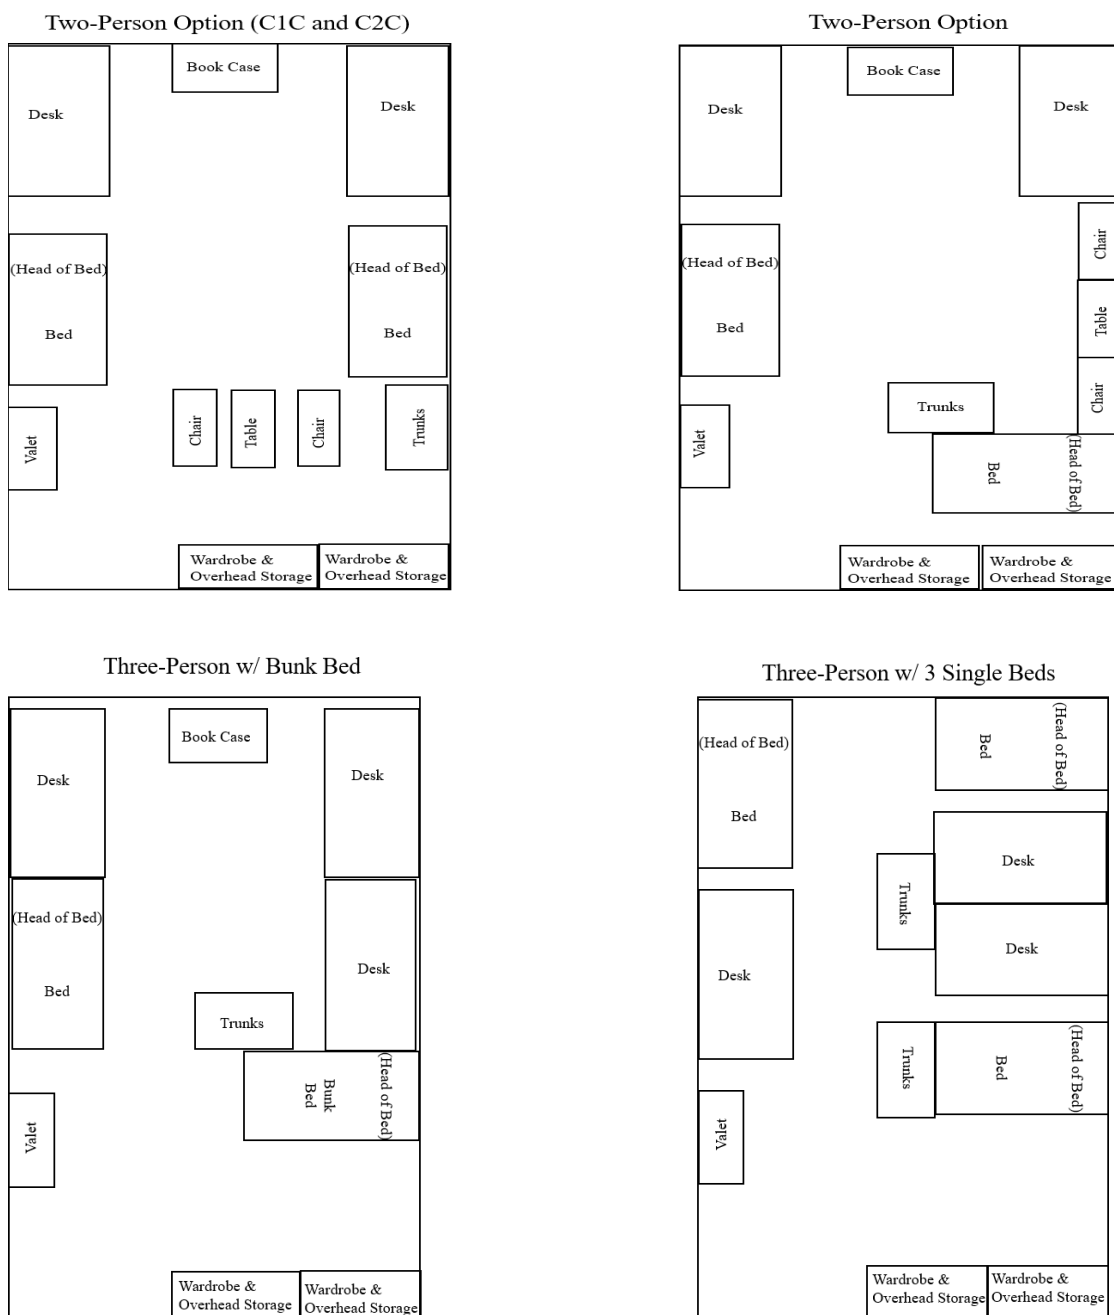 Two-Person Option (C1C and C2C)
Book Case
Desk
Desk
(Head of Bed)
Bed
(Head of Bed)
Bed
Valet
Chair
Table
Chair
Trunks
Wardrobe &
Overhead Storage
Wardrobe &
Overhead Storage
Two-Person Option
Book Case
Desk
Desk
(Head of Bed)
Bed
Chair
Table
Chair
Trunks
Valet
Bed
(Head of Bed)
Wardrobe &
Overhead Storage
Wardrobe &
Overhead Storage
Three-Person w/ Bunk Bed
Book Case
Desk
Desk
(Head of Bed)
Bed
Desk
Trunks
Bunk
Bed
(Head of Bed)
Valet
Wardrobe &
Overhead Storage
Wardrobe &
Overhead Storage
Three-Person w/ 3 Single Beds
(Head of Bed)
Bed
Bed
(Head of Bed)
Desk
Trunks
Desk
Desk
Trunks
Bed
(Head of Bed)
Valet
Wardrobe &
Overhead Storage
Wardrobe &
Overhead Storage